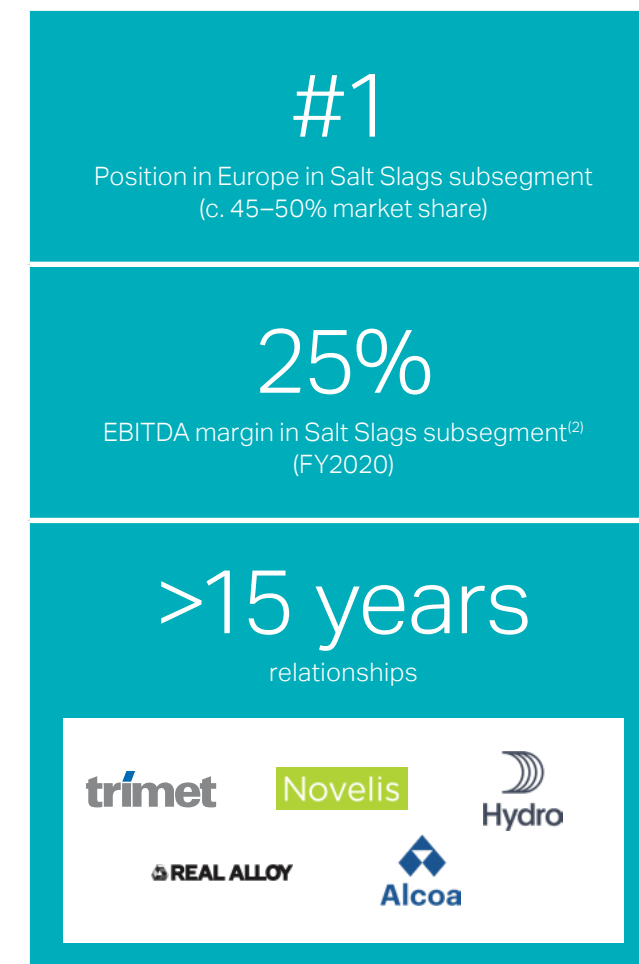 #1
Position in Europe in Salt Slags subsegment
(c. 45–50% market share)
25%
EBITDA margin in Salt Slags subsegment(2)
(FY2020)
>15 years
relationships
trimet
Novelis
Hydro
REAL ALLOY
Alcoa